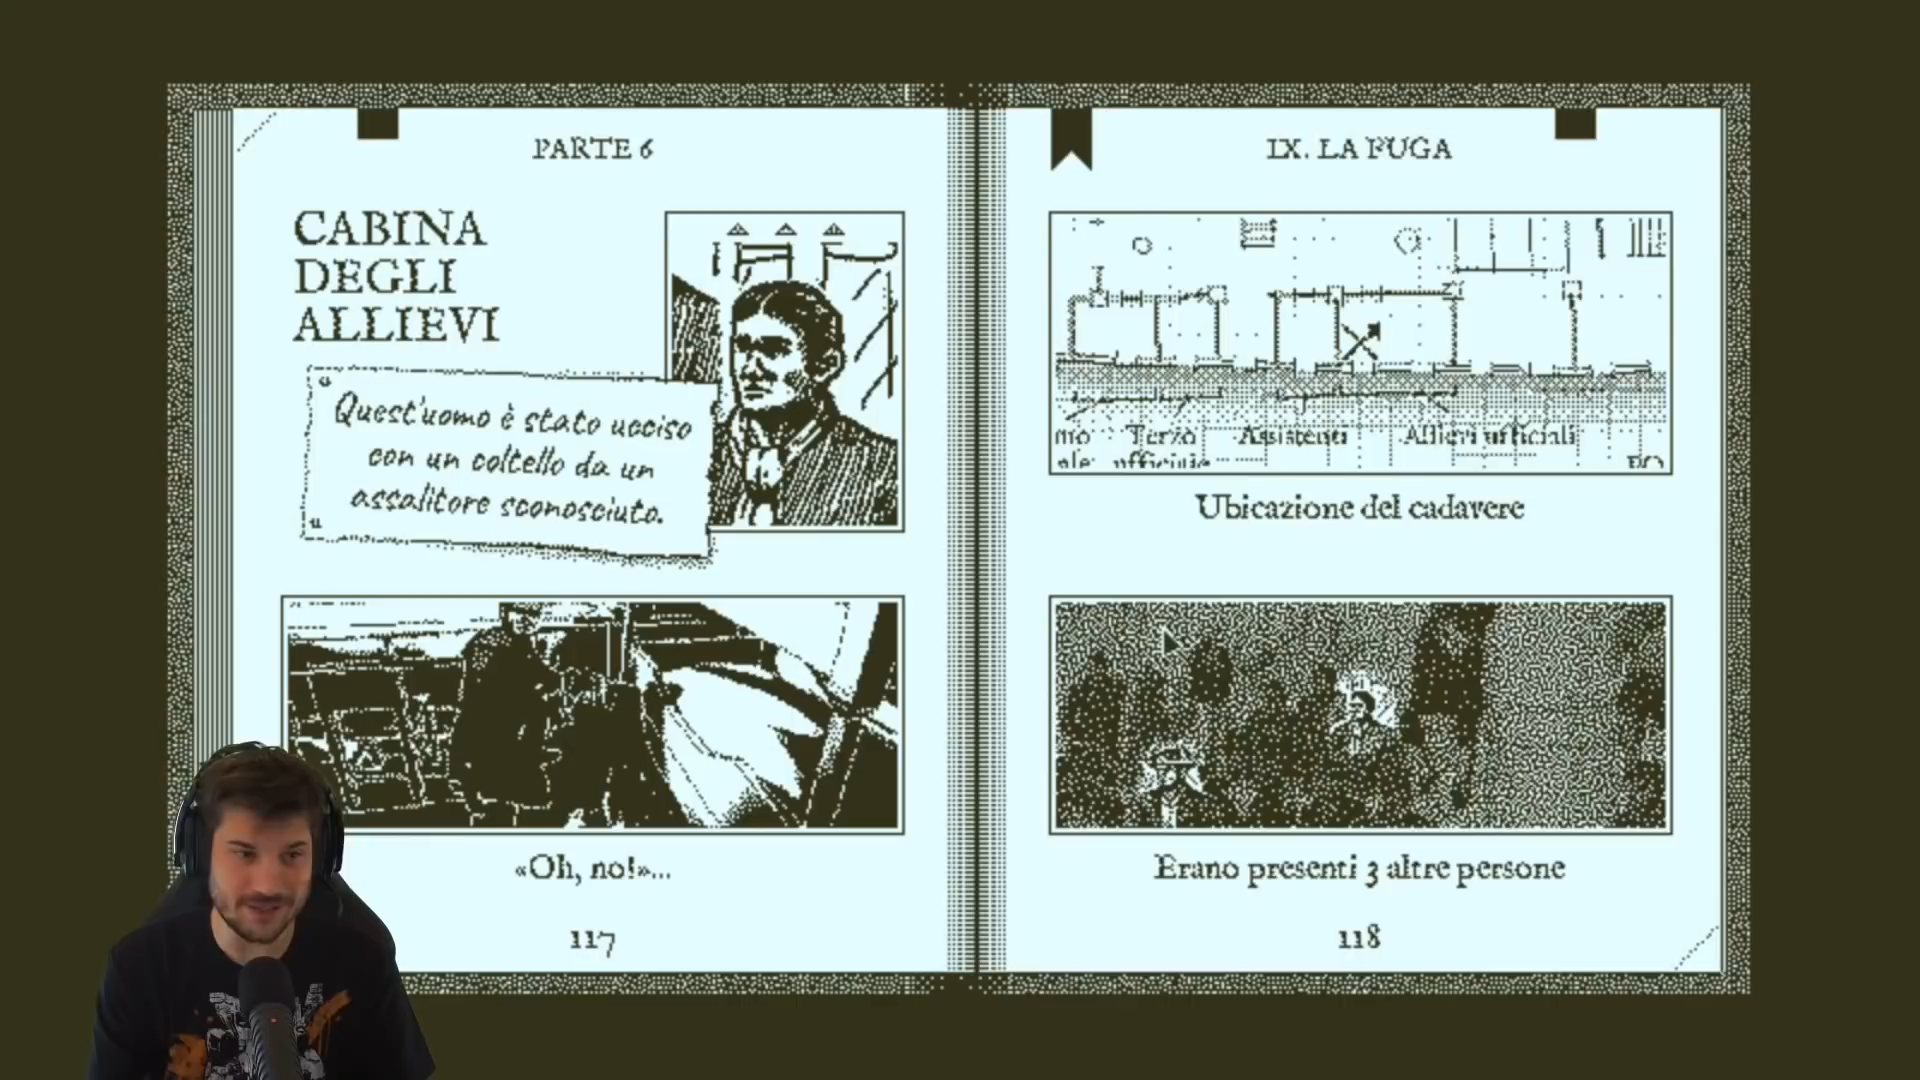 PARTE 6
CABINA
DEGLI
ALLIEVI
Quest'uomo è stato ucciso
con un coltello da un
assalitore sconosciuto.
«Oh, no!»...
117
IX. LA FUGA
Terzo Assistenti Allievi ufficiali
ufficiale
Ubicazione del cadavere
Erano presenti 3 altre persone
118